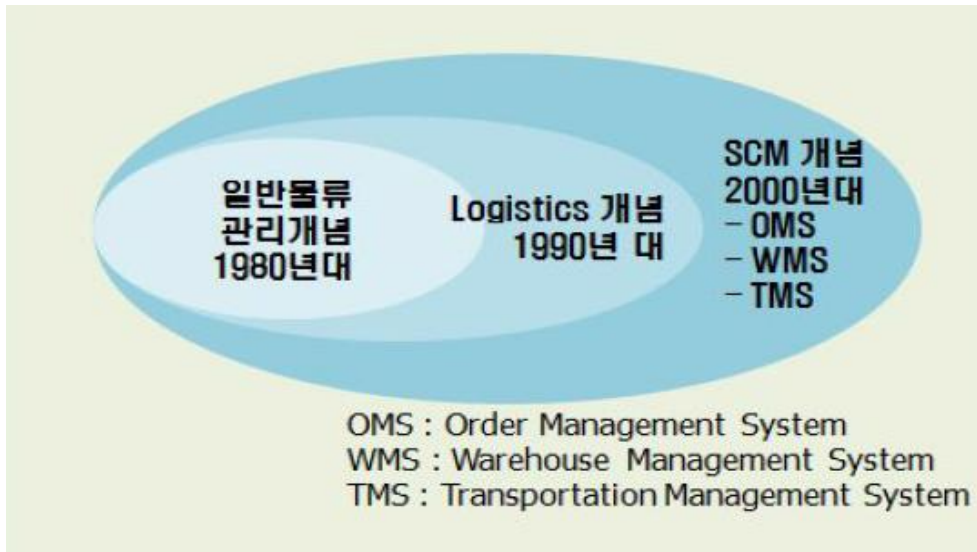 일반물류
관리개념
1980년대
Logistics 개념
1990년 대
SCM 개념
2000년대
- OMS
- WMS
- TMS
OMS : Order Management System
WMS : Warehouse Management System
TMS : Transportation Management System